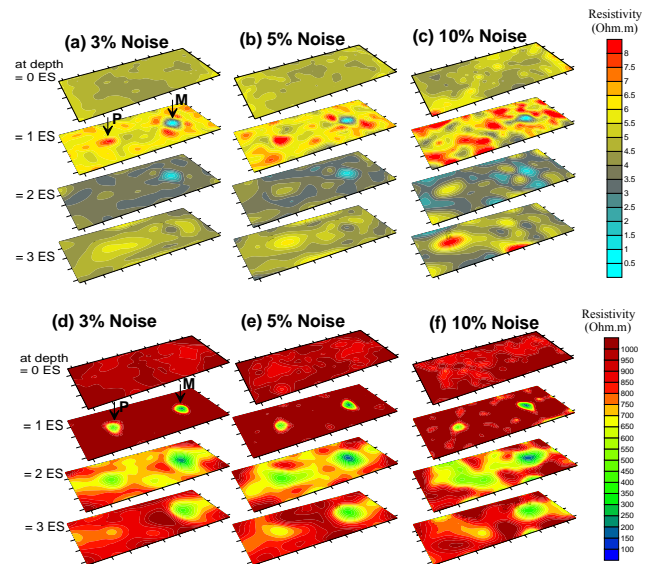 (a) 3% Noise
(b) 5% Noise
(c) 10% Noise
Resistivity
(Ohm.m)
at depth
= 0 ES
= 1 ES
= 2 ES
= 3 ES
P
M
8.5
8
7.5
7
6.5
6
5.5
5
4.5
4
3.5
3
2.5
2
1.5
1
0.5
(d) 3% Noise
(e) 5% Noise
(f) 10% Noise
Resistivity
(Ohm.m)
at depth
= 0 ES
= 1 ES
= 2 ES
= 3 ES
P
M
1000
950
900
850
800
750
700
650
600
550
500
450
400
350
300
250
200
150
100